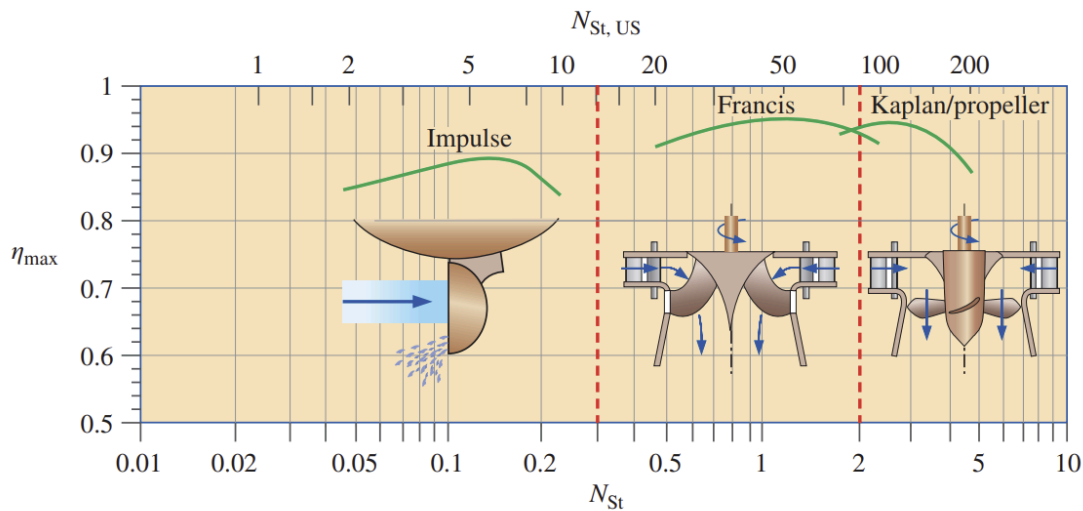 N_St, US
1 2 5 10 20 50 100 200
1
Impulse
Francis
Kaplan/propeller
0.9
0.8
η_max
0.7
0.6
0.5
0.01 0.02 0.05 0.1 0.2 0.5 1 2 5 10
N_St